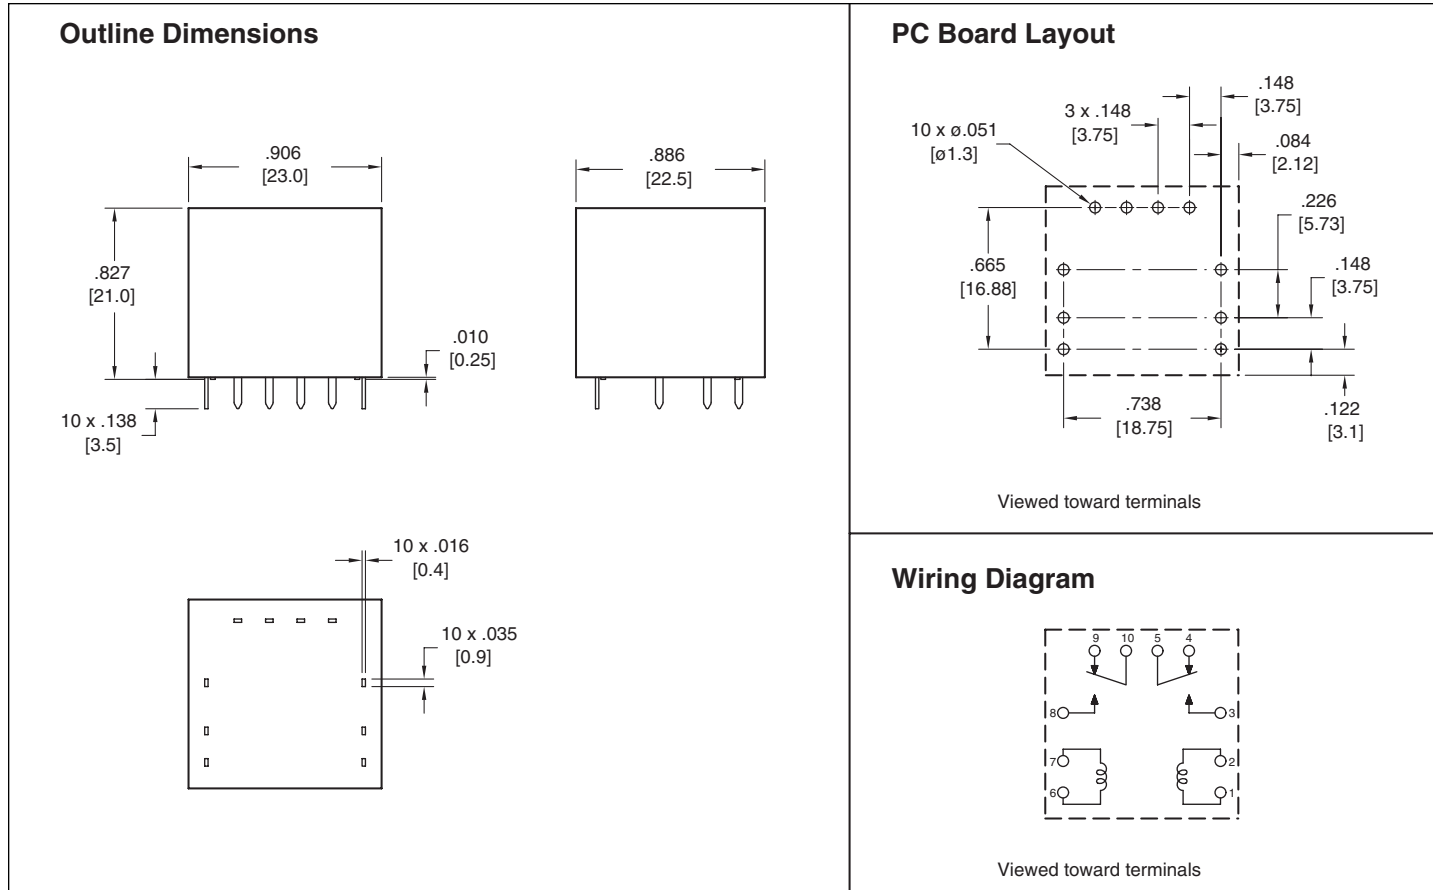 Outline Dimensions
.906
[23.0]
.886
[22.5]
.827
[21.0]
.010
[0.25]
10 x .138
[3.5]
10 x .016
[0.4]
10 x .035
[0.9]
PC Board Layout
.148
[3.75]
3 x .148
[3.75]
10 x ø.051
[ø1.3]
.084
[2.12]
.226
[5.73]
.665
[16.88]
.148
[3.75]
.738
[18.75]
.122
[3.1]
Viewed toward terminals
Wiring Diagram
9 10 5 4
8 3
7 2
6 1
Viewed toward terminals